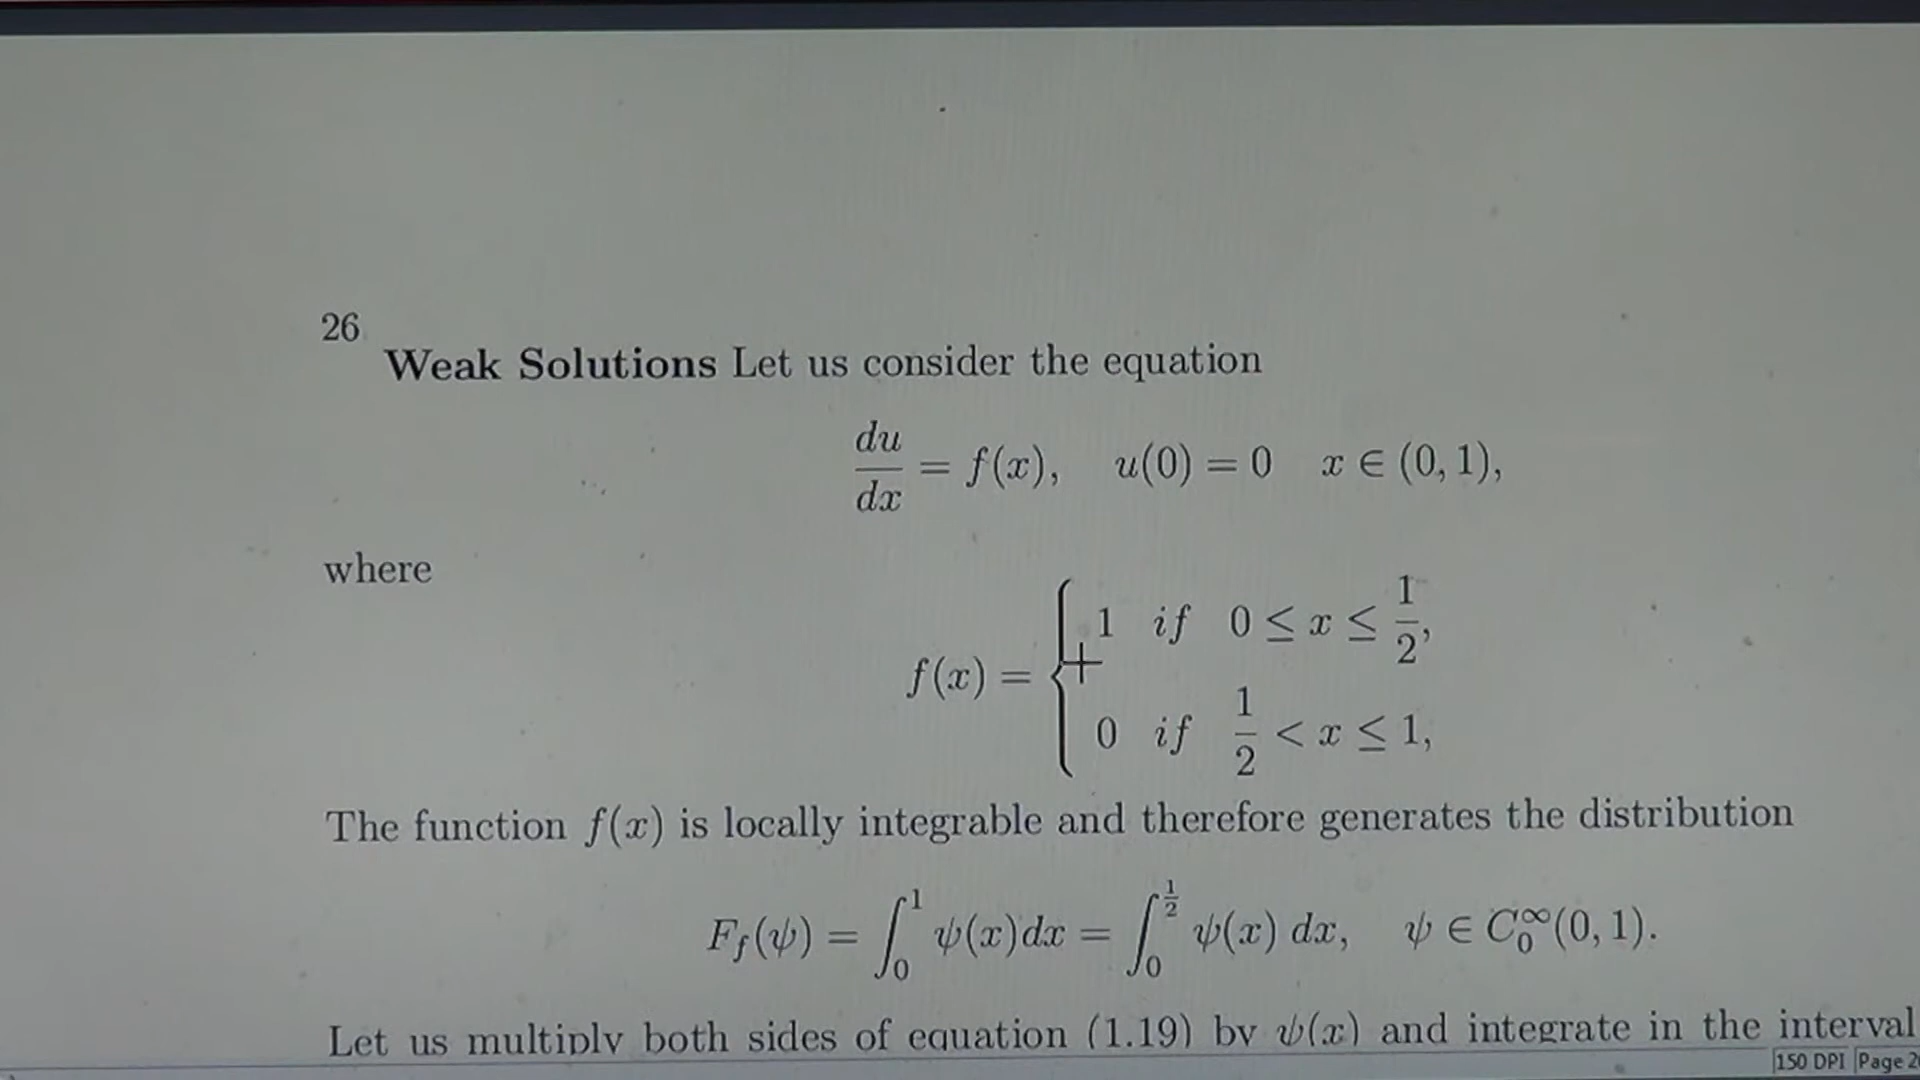 26
Weak Solutions Let us consider the equation
du/dx = f(x), u(0) = 0 x ∈ (0, 1),
where
f(x) = { 1 if 0 ≤ x ≤ 1/2,
0 if 1/2 < x ≤ 1,
The function f(x) is locally integrable and therefore generates the distribution
F_f(ψ) = ∫_0^1 ψ(x)dx = ∫_0^{1/2} ψ(x) dx, ψ ∈ C_0^∞(0, 1).
Let us multiply both sides of equation (1.19) by ψ(x) and integrate in the interval
150 DPI Page